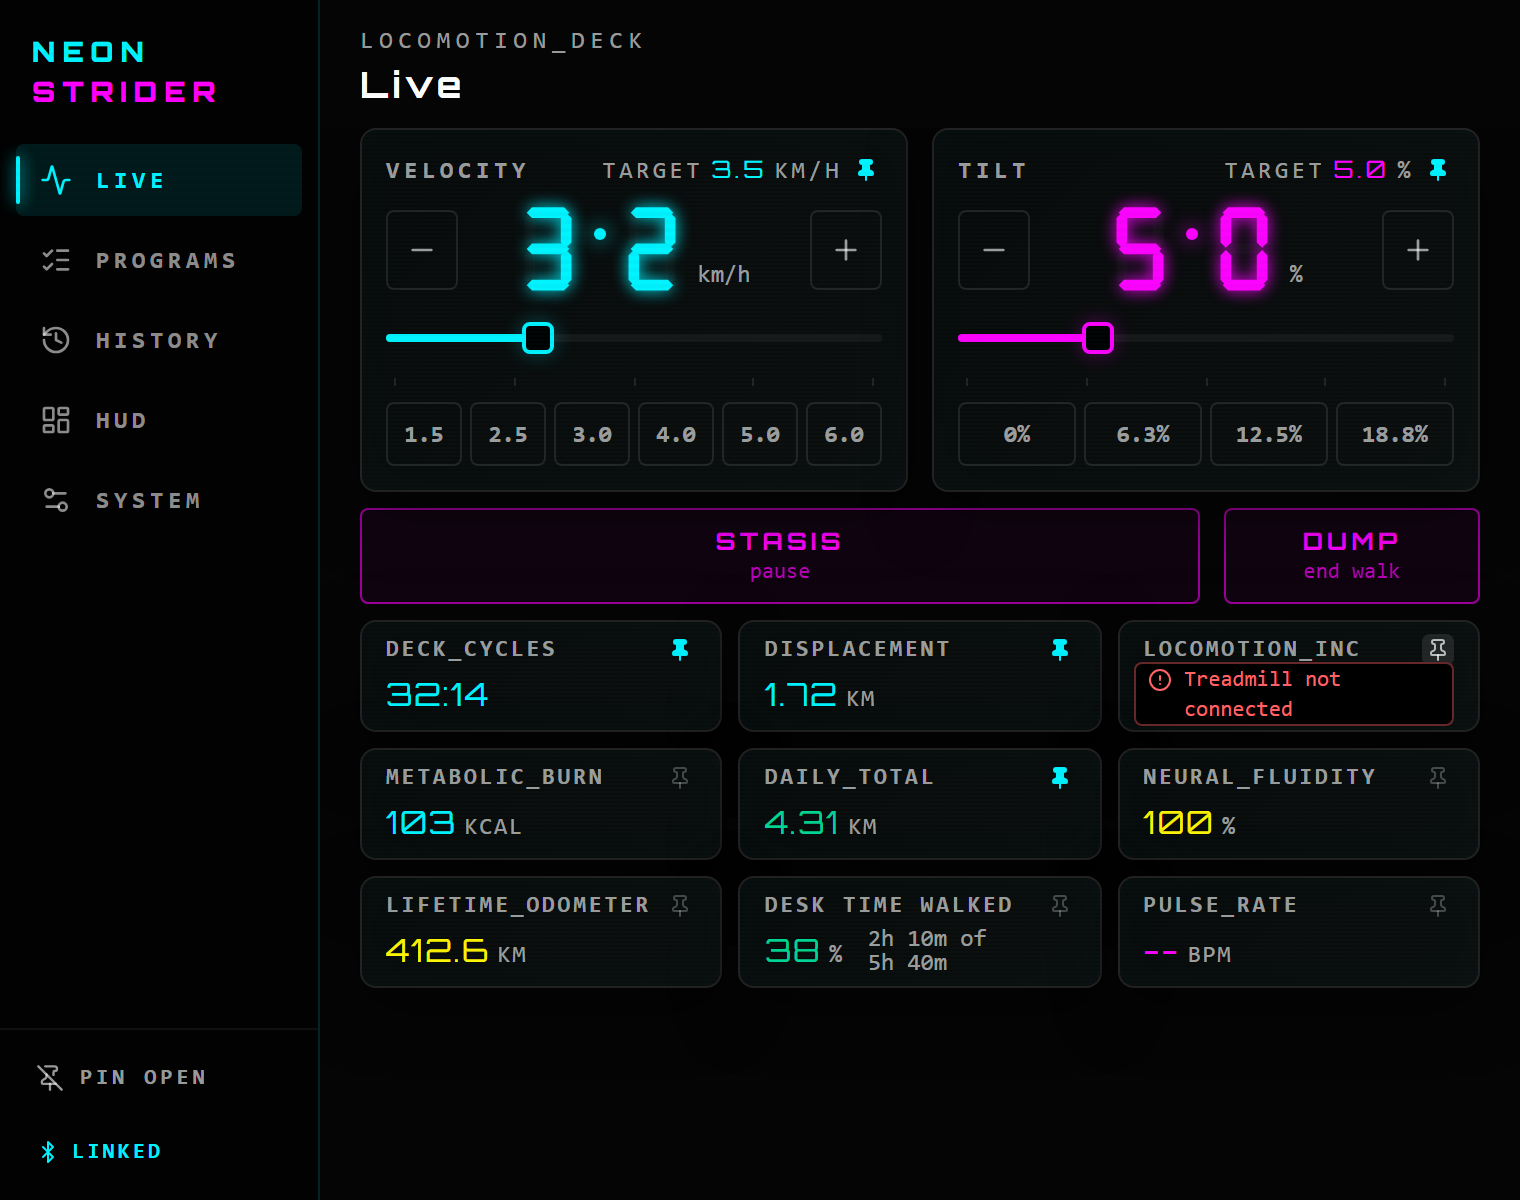 NEON
STRIDER
LIVE
PROGRAMS
HISTORY
HUD
SYSTEM
PIN OPEN
LINKED
LOCOMOTION_DECK
Live
VELOCITY TARGET 3.5 KM/H
3.2 km/h
1.5 2.5 3.0 4.0 5.0 6.0
TILT TARGET 5.0 %
5.0 %
0% 6.3% 12.5% 18.8%
STASIS
pause
DUMP
end walk
DECK_CYCLES
32:14
DISPLACEMENT
1.72 KM
LOCOMOTION_INC
Treadmill not
connected
METABOLIC_BURN
103 KCAL
DAILY_TOTAL
4.31 KM
NEURAL_FLUIDITY
100 %
LIFETIME_ODOMETER
412.6 KM
DESK TIME WALKED
38 % 2h 10m of
5h 40m
PULSE_RATE
-- BPM